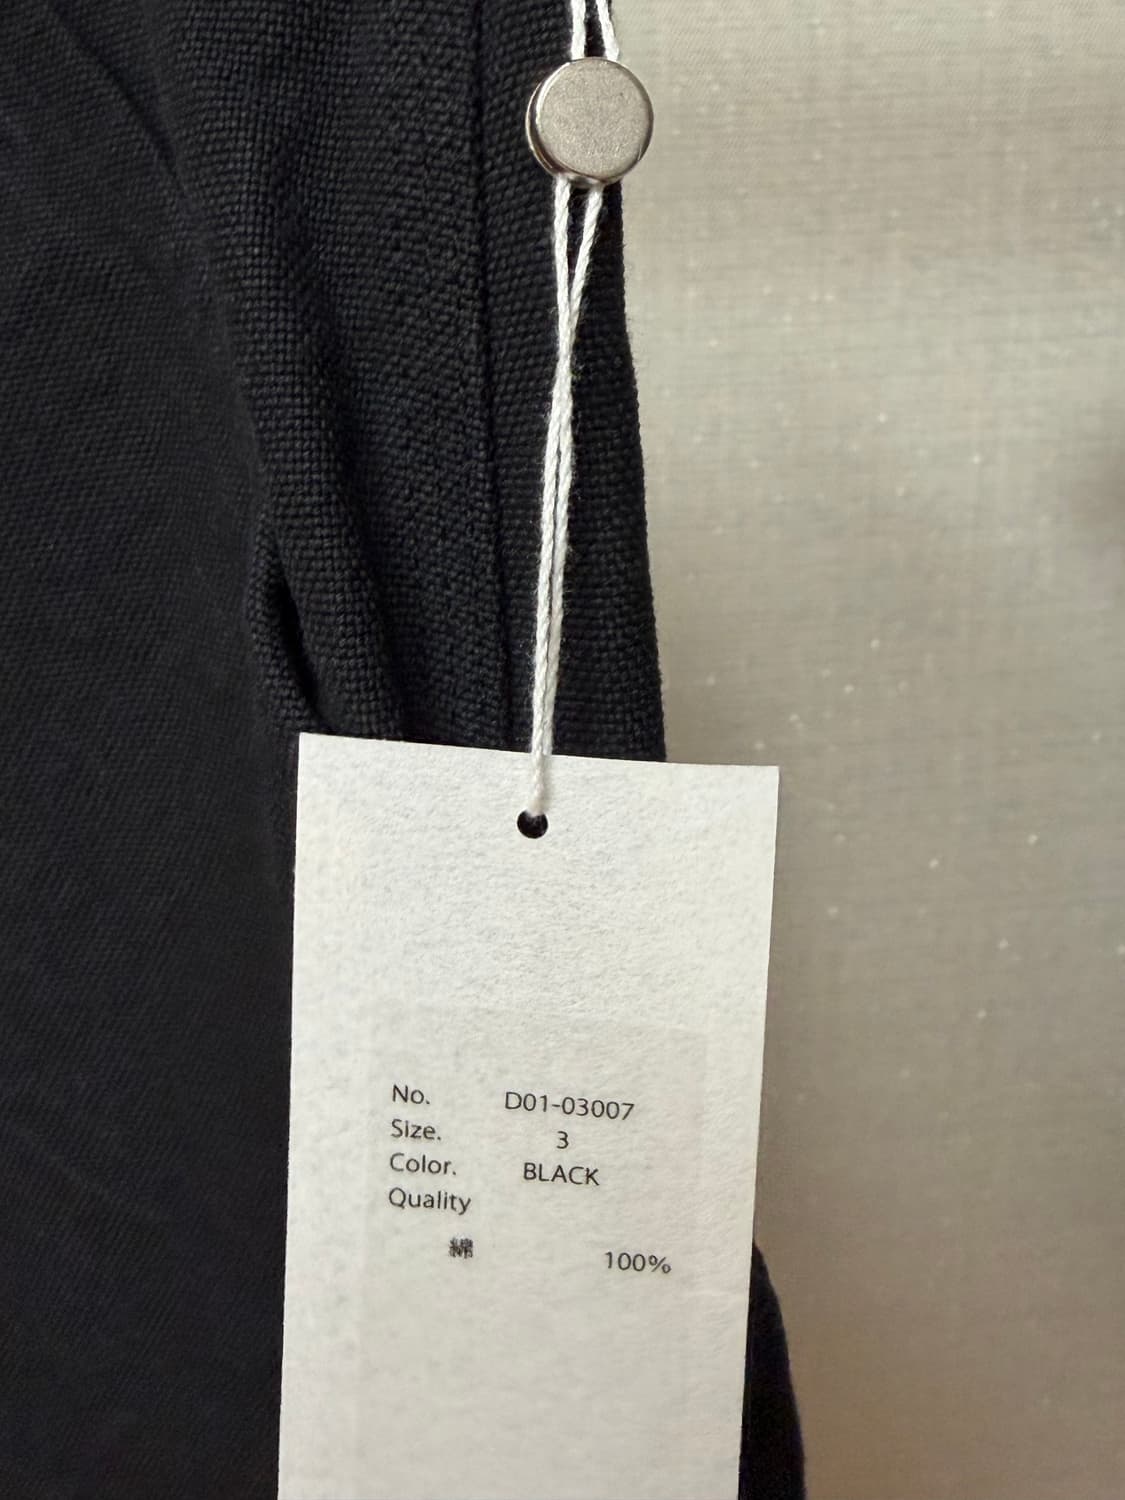 No. D01-03007
Size. 3
Color. BLACK
Quality
綿 100%